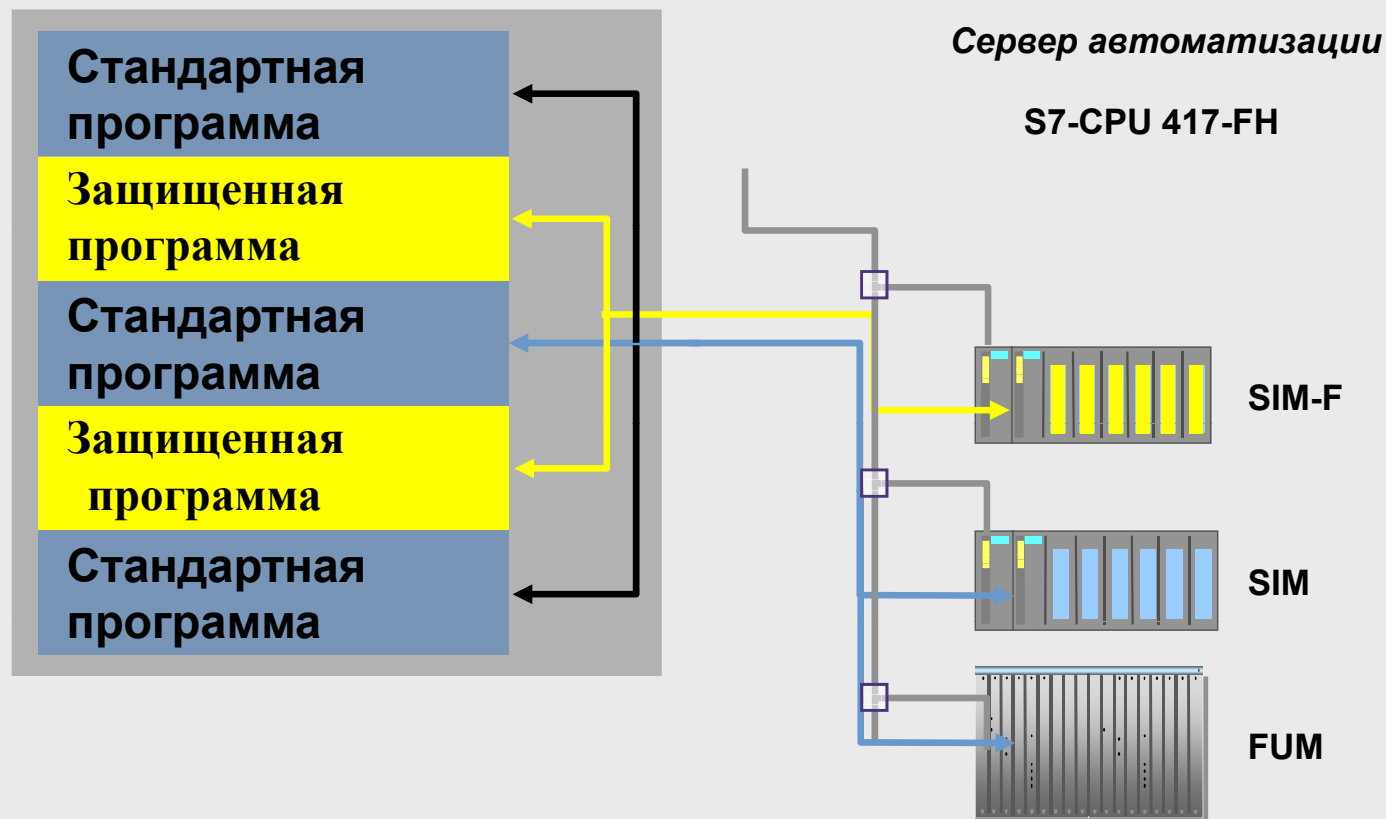 Стандартная
программа
Защищенная
программа
Стандартная
программа
Защищенная
программа
Стандартная
программа
Сервер автоматизации
S7-CPU 417-FH
SIM-F
SIM
FUM